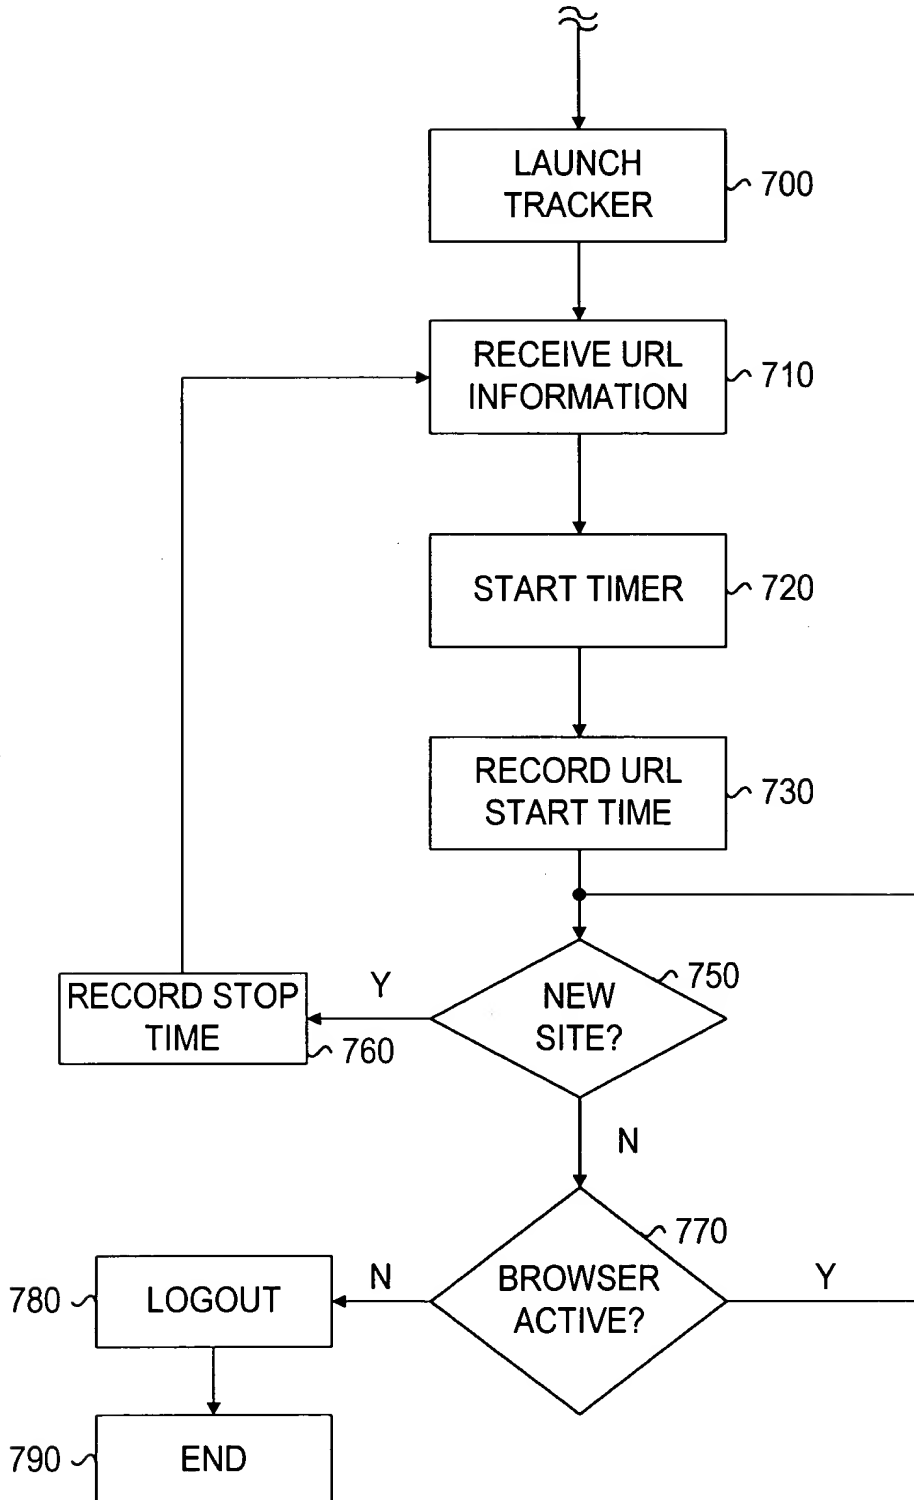 LAUNCH
TRACKER
700
RECEIVE URL
INFORMATION
710
START TIMER
720
RECORD URL
START TIME
730
NEW
SITE?
750
Y
RECORD STOP
TIME
760
N
BROWSER
ACTIVE?
770
Y
N
LOGOUT
780
END
790